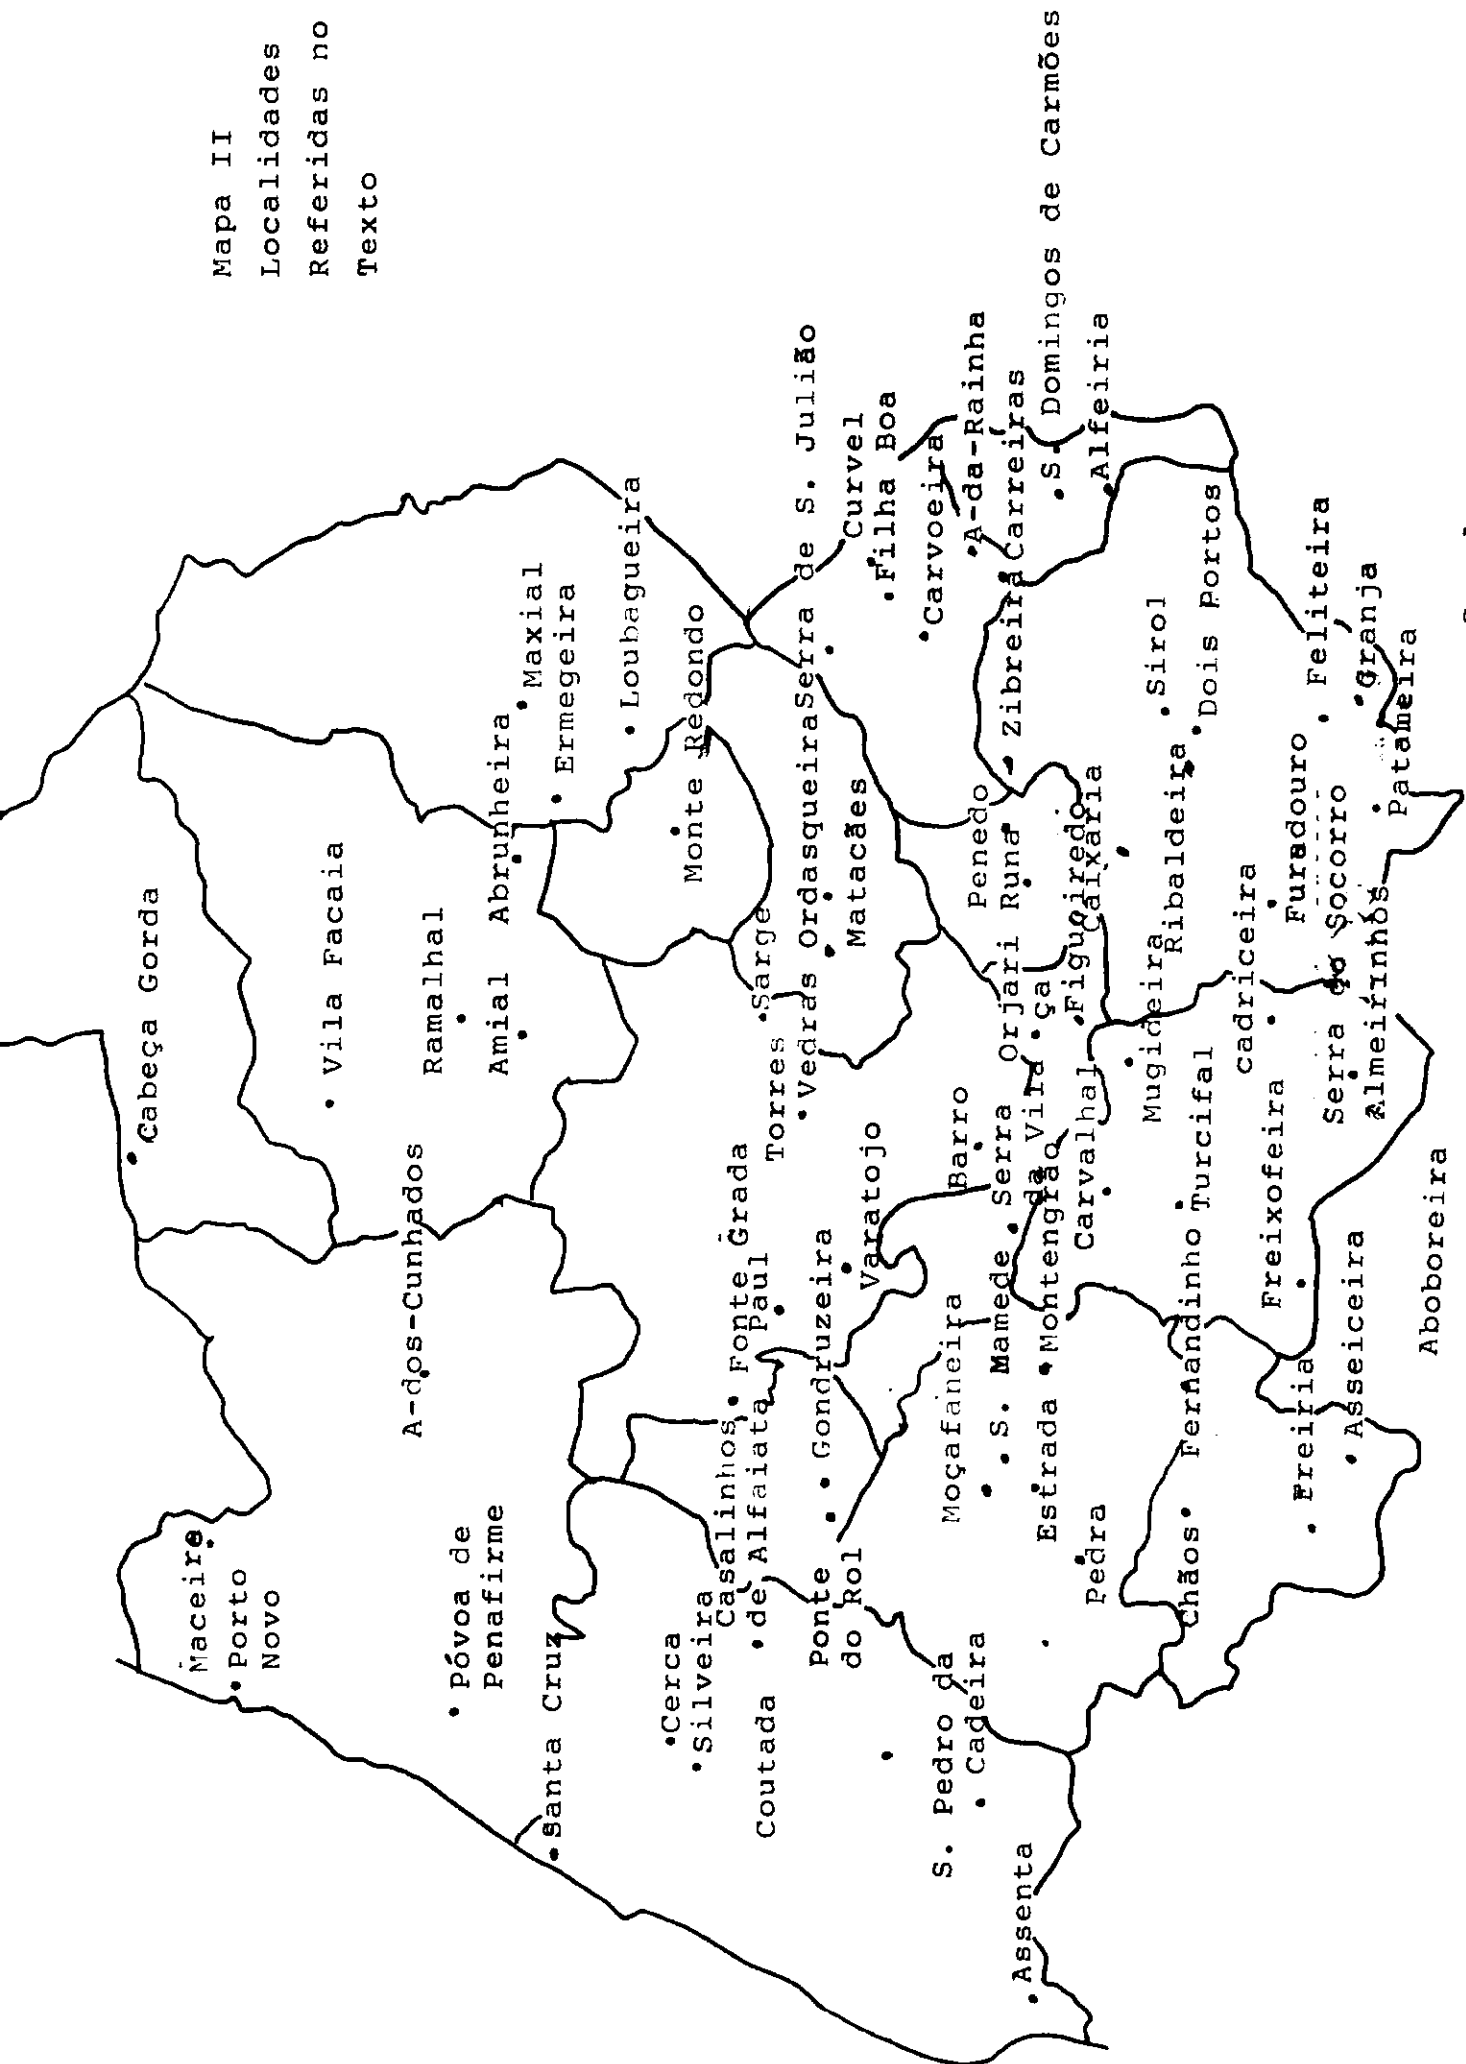 Mapa II
Localidades
Referidas no
Texto
Cabeça Gorda
Maceira
Porto
Novo
Vila Facaia
A-dos-Cunhados
Ramalhal
Póvoa de
Penafirme
Amial
Abrunheira
Maxial
Ermegeira
Santa Cruz
Loubagueira
Cerca
Silveira
Monte Redondo
Casalinhos
de Alfaiata
Fonte Grada
Paul
Sarge
Coutada
Torres
Vedras
Ordasqueira
Serra de S. Julião
Ponte
do Rol
Gondruzeira
Varatojo
Matacães
Curvel
Filha Boa
Carvoeira
S. Pedro da
Cadeira
Moçafaneira
Barro
Penedo
A-da-Rainha
S. Mamede
Serra
da Vila
Orjari
ça
Runa
Zibreira
Carreiras
Assenta
Estrada
Montengrão
Figueiredo
S. Domingos de Carmões
Pedra
Carvalhal
Caixaria
Alfeiria
Mugideira
Ribaldeira
Sirol
Chãos
Fernandinho
Turcifal
Dois Portos
Cadriceira
Freixofeira
Furadouro
Feliteira
Freiria
Serra do Socorro
Granja
Asseiceira
Almeirinhos
Patameira
Aboboreira